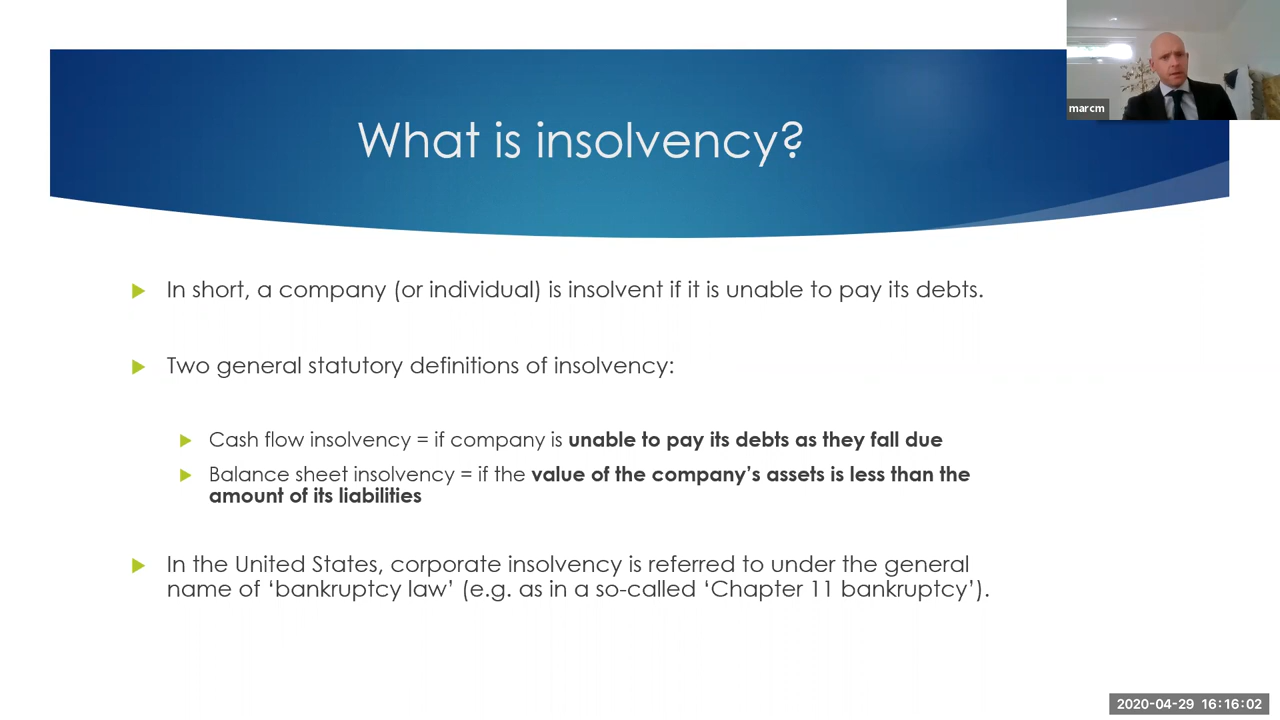 What is insolvency?
marcm
In short, a company (or individual) is insolvent if it is unable to pay its debts.
Two general statutory definitions of insolvency:
Cash flow insolvency = if company is unable to pay its debts as they fall due
Balance sheet insolvency = if the value of the company's assets is less than the
amount of its liabilities
In the United States, corporate insolvency is referred to under the general
name of ‘bankruptcy law’ (e.g. as in a so-called ‘Chapter 11 bankruptcy’).
2020-04-29 16:16:02